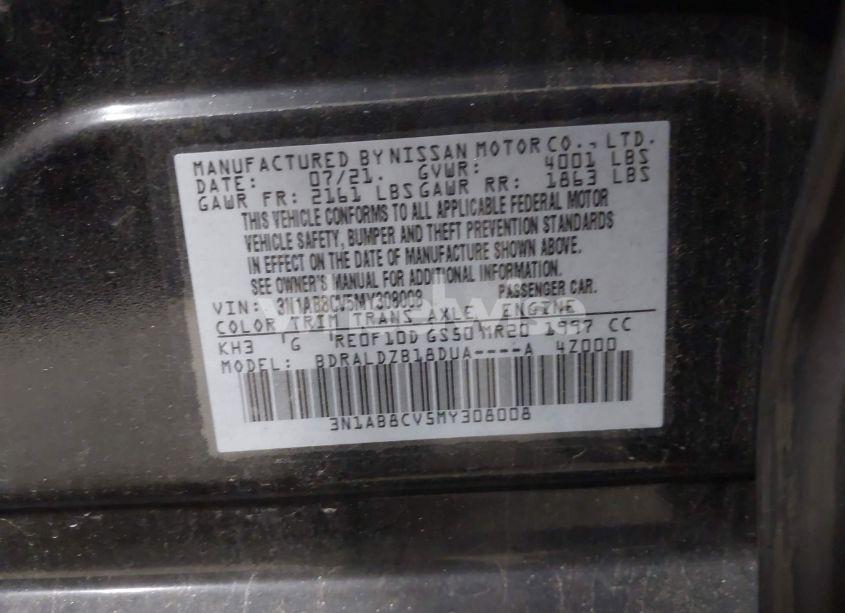 MANUFACTURED BY NISSAN MOTOR CO., LTD.
DATE: 07/21. GVWR: 4001 LBS
GAWR FR: 2161 LBS GAWR RR: 1863 LBS
THIS VEHICLE CONFORMS TO ALL APPLICABLE FEDERAL MOTOR
VEHICLE SAFETY, BUMPER AND THEFT PREVENTION STANDARDS
IN EFFECT ON THE DATE OF MANUFACTURE SHOWN ABOVE.
SEE OWNER'S MANUAL FOR ADDITIONAL INFORMATION.
VIN: 3N1AB8CV5MY308008 PASSENGER CAR.
COLOR TRIM TRANS AXLE ENGINE
KH3 G RE0F10D GS50 MR20 1997 CC
MODEL: BDRALDZB18DUA----A 4Z000
3N1AB8CV5MY308008